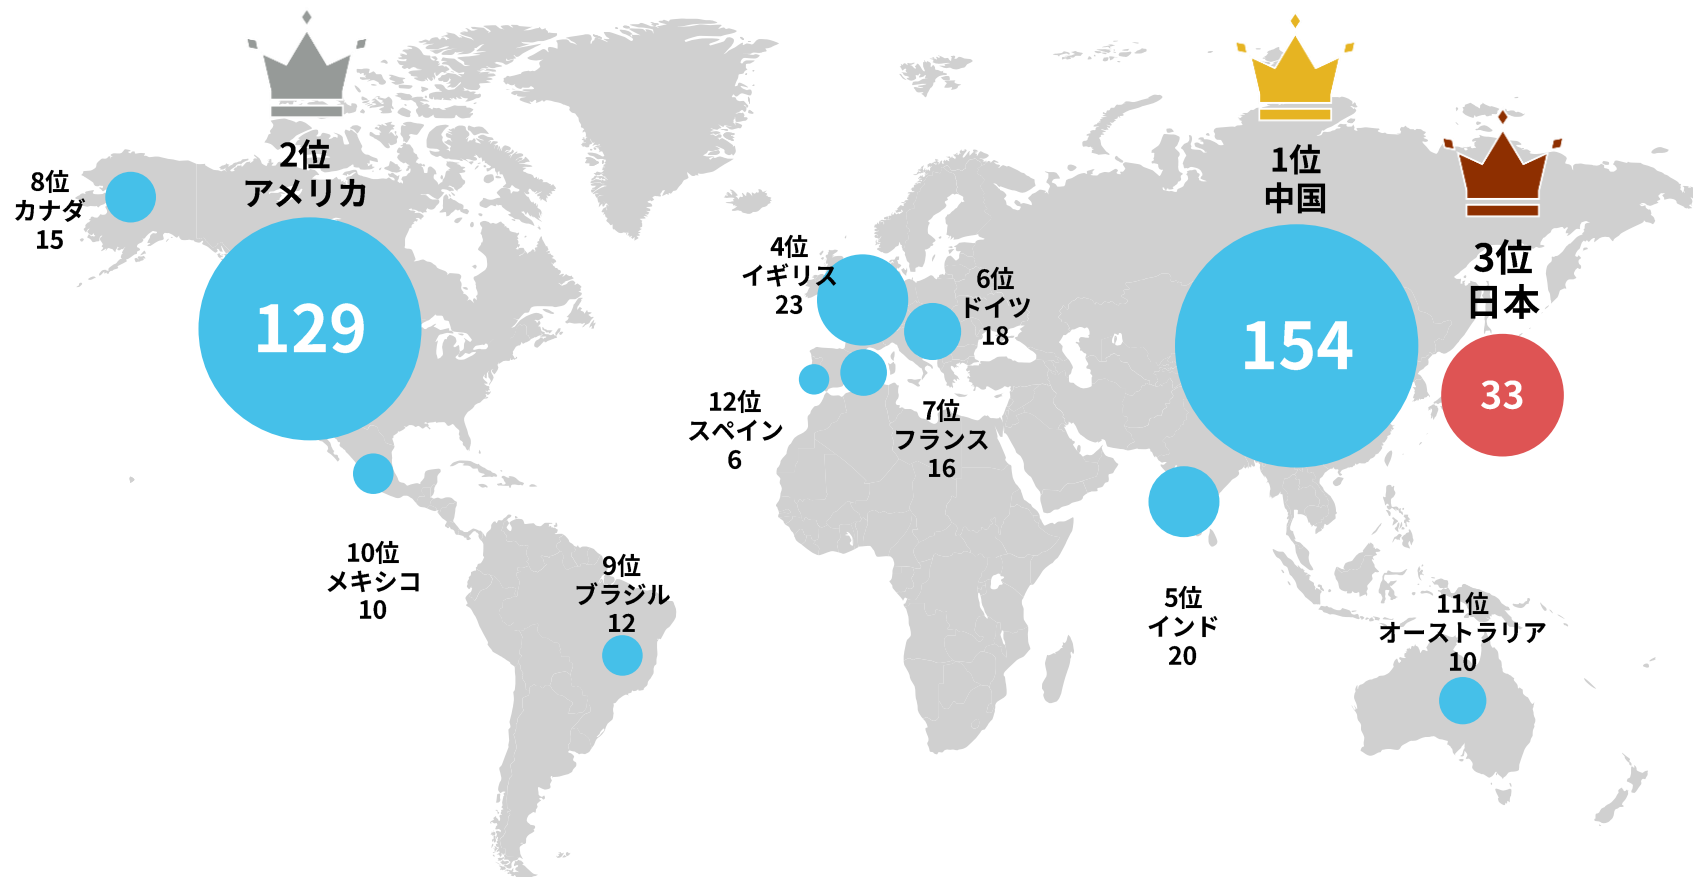 2位
アメリカ
129
8位
カナダ
15
1位
中国
154
3位
日本
33
4位
イギリス
23
6位
ドイツ
18
12位
スペイン
6
7位
フランス
16
10位
メキシコ
10
9位
ブラジル
12
5位
インド
20
11位
オーストラリア
10